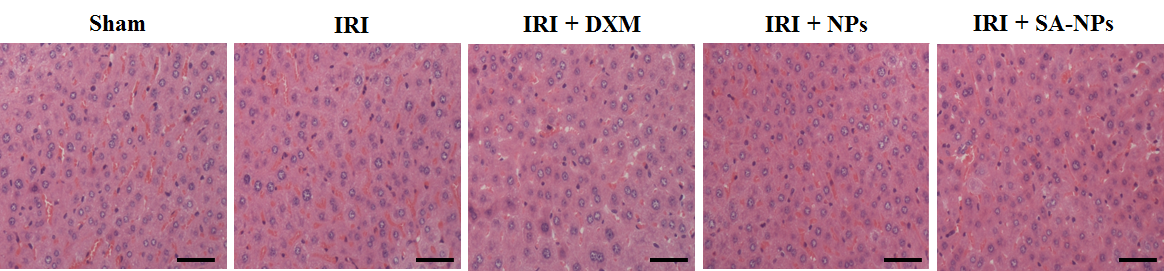 Sham IRI IRI + DXM IRI + NPs IRI + SA-NPs